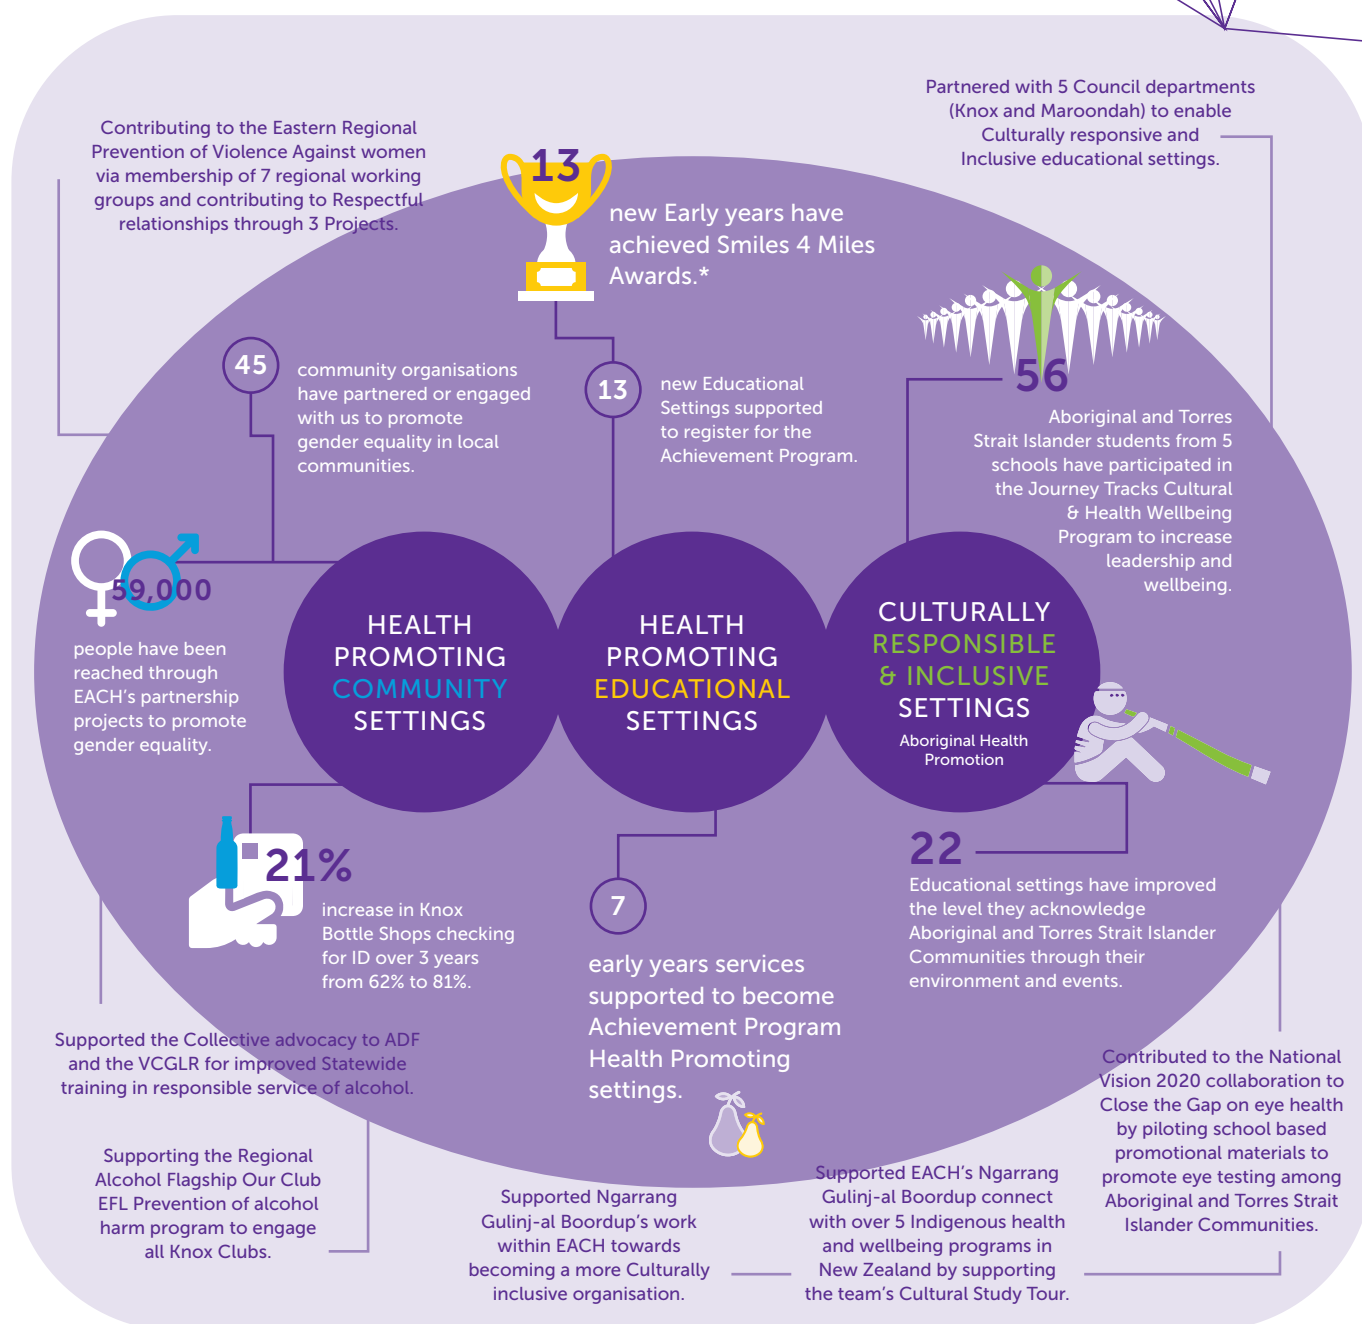 Partnered with 5 Council departments
(Knox and Maroondah) to enable
Culturally responsive and
Inclusive educational settings.
Contributing to the Eastern Regional
Prevention of Violence Against women
via membership of 7 regional working
groups and contributing to Respectful
relationships through 3 Projects.
13
new Early years have
achieved Smiles 4 Miles
Awards.*
45
community organisations
have partnered or engaged
with us to promote
gender equality in local
communities.
13
new Educational
Settings supported
to register for the
Achievement Program.
56
Aboriginal and Torres
Strait Islander students from 5
schools have participated in
the Journey Tracks Cultural
& Health Wellbeing
Program to increase
leadership and
wellbeing.
59,000
people have been
reached through
EACH's partnership
projects to promote
gender equality.
HEALTH
PROMOTING
COMMUNITY
SETTINGS
HEALTH
PROMOTING
EDUCATIONAL
SETTINGS
CULTURALLY
RESPONSIBLE
& INCLUSIVE
SETTINGS
Aboriginal Health
Promotion
21%
increase in Knox
Bottle Shops checking
for ID over 3 years
from 62% to 81%.
7
early years services
supported to become
Achievement Program
Health Promoting
settings.
22
Educational settings have improved
the level they acknowledge
Aboriginal and Torres Strait Islander
Communities through their
environment and events.
Supported the Collective advocacy to ADF
and the VCGLR for improved Statewide
training in responsible service of alcohol.
Supporting the Regional
Alcohol Flagship Our Club
EFL Prevention of alcohol
harm program to engage
all Knox Clubs.
Supported Ngarrang
Gulinj-al Boordup's work
within EACH towards
becoming a more Culturally
inclusive organisation.
Supported EACH's Ngarrang
Gulinj-al Boordup connect
with over 5 Indigenous health
and wellbeing programs in
New Zealand by supporting
the team's Cultural Study Tour.
Contributed to the National
Vision 2020 collaboration to
Close the Gap on eye health
by piloting school based
promotional materials to
promote eye testing among
Aboriginal and Torres Strait
Islander Communities.